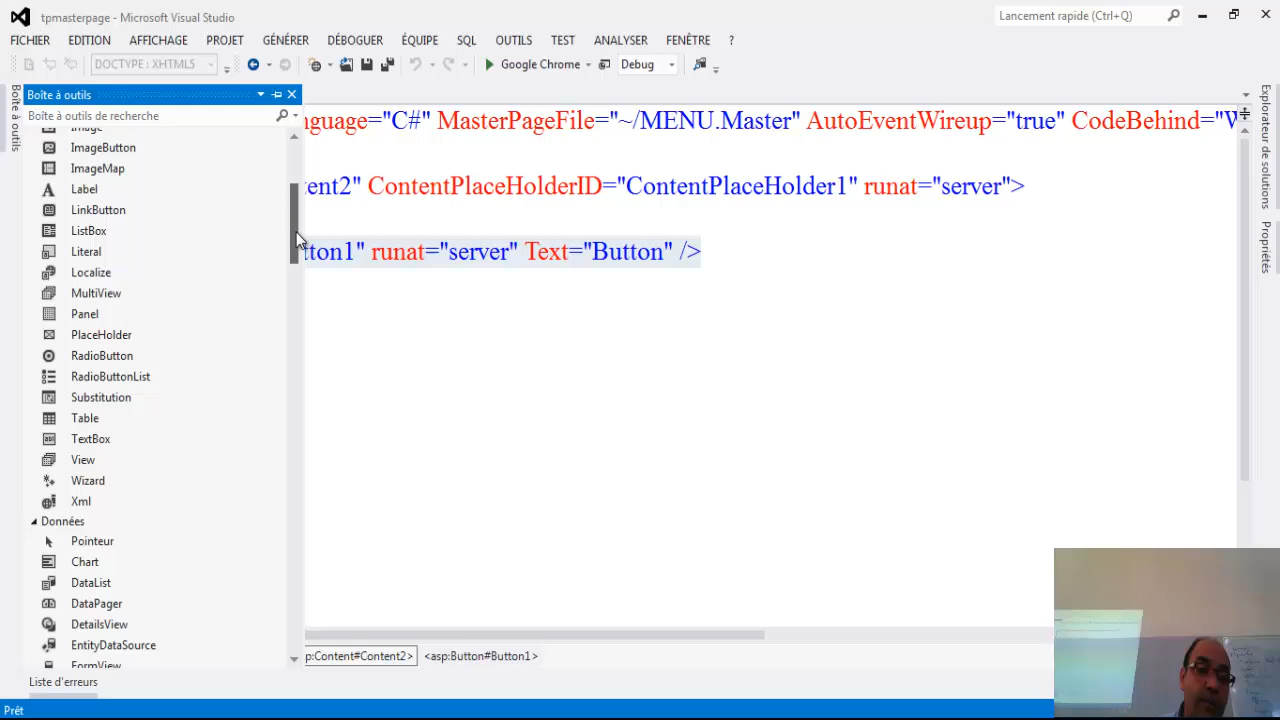 tpmasterpage - Microsoft Visual Studio
Lancement rapide (Ctrl+Q)
FICHIER EDITION AFFICHAGE PROJET GÉNÉRER DÉBOGUER ÉQUIPE SQL OUTILS TEST ANALYSER FENÊTRE ?
DOCTYPE : XHTML5 Google Chrome Debug
Boîte à outils
Boîte à outils
Boîte à outils de recherche
Image
ImageButton
ImageMap
Label
LinkButton
ListBox
Literal
Localize
MultiView
Panel
PlaceHolder
RadioButton
RadioButtonList
Substitution
Table
TextBox
View
Wizard
Xml
Données
Pointeur
Chart
DataList
DataPager
DetailsView
EntityDataSource
FormView
nguage="C#" MasterPageFile="~/MENU.Master" AutoEventWireup="true" CodeBehind="W
ent2" ContentPlaceHolderID="ContentPlaceHolder1" runat="server">
tton1" runat="server" Text="Button" />
p:Content#Content2> <asp:Button#Button1>
Explorateur de solutions
Propriétés
Liste d'erreurs
Prêt